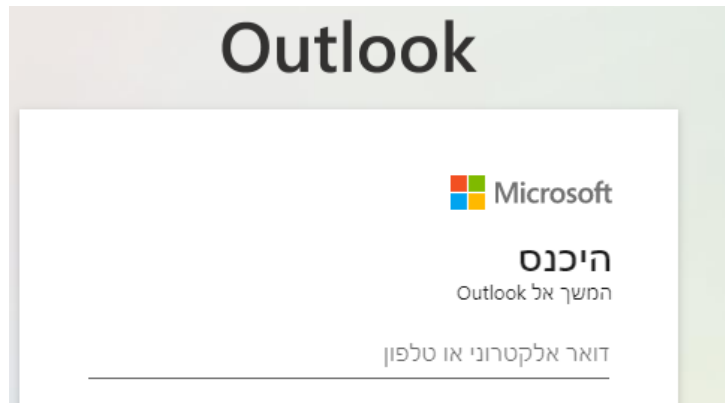 Outlook
Microsoft
היכנס
המשך אל Outlook
דואר אלקטרוני או טלפון